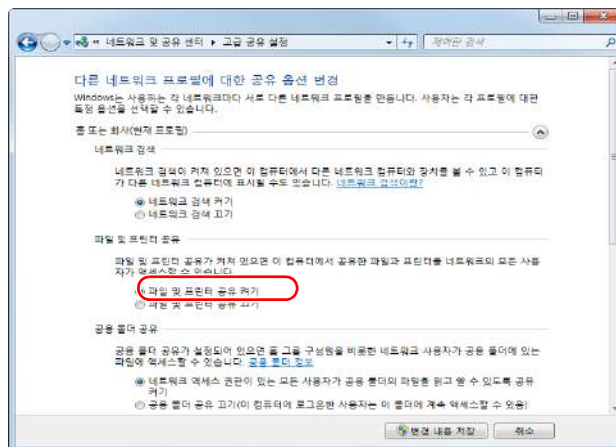 네트워크 및 공유 센터 ▸ 고급 공유 설정
제어판 검색
다른 네트워크 프로필에 대한 공유 옵션 변경
Windows는 사용하는 각 네트워크마다 서로 다른 네트워크 프로필을 만듭니다. 사용자는 각 프로필에 대한
특정 옵션을 선택할 수 있습니다.
홈 또는 회사(현재 프로필)
네트워크 검색
네트워크 검색이 켜져 있으면 이 컴퓨터에서 다른 네트워크 컴퓨터와 장치를 볼 수 있고 이 컴퓨터
가 다른 네트워크 컴퓨터에 표시될 수도 있습니다. 네트워크 검색이란?
네트워크 검색 켜기
네트워크 검색 끄기
파일 및 프린터 공유
파일 및 프린터 공유가 켜져 있으면 이 컴퓨터에서 공유한 파일과 프린터를 네트워크의 모든 사용
자가 액세스할 수 있습니다.
파일 및 프린터 공유 켜기
파일 및 프린터 공유 끄기
공용 폴더 공유
공용 폴더 공유가 설정되어 있으면 홈 그룹 구성원을 비롯한 네트워크 사용자가 공용 폴더에 있는
파일에 액세스할 수 있습니다. 공용 폴더 정보
네트워크 액세스 권한이 있는 모든 사용자가 공용 폴더의 파일을 읽고 쓸 수 있도록 공유
켜기
공용 폴더 공유 끄기(이 컴퓨터에 로그온한 사용자는 이 폴더에 계속 액세스할 수 있음)
변경 내용 저장
취소